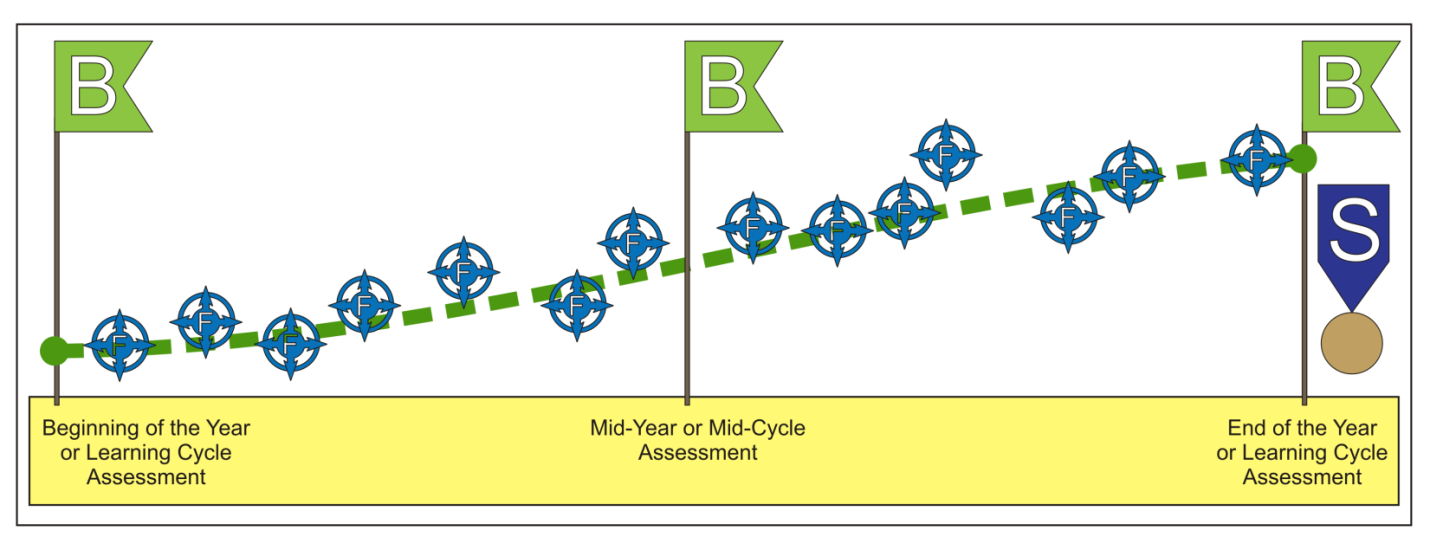 B
B
B
F
F
F
F
F
F
F
F
F
F
F
F
F
F
S
Beginning of the Year
or Learning Cycle
Assessment
Mid-Year or Mid-Cycle
Assessment
End of the Year
or Learning Cycle
Assessment